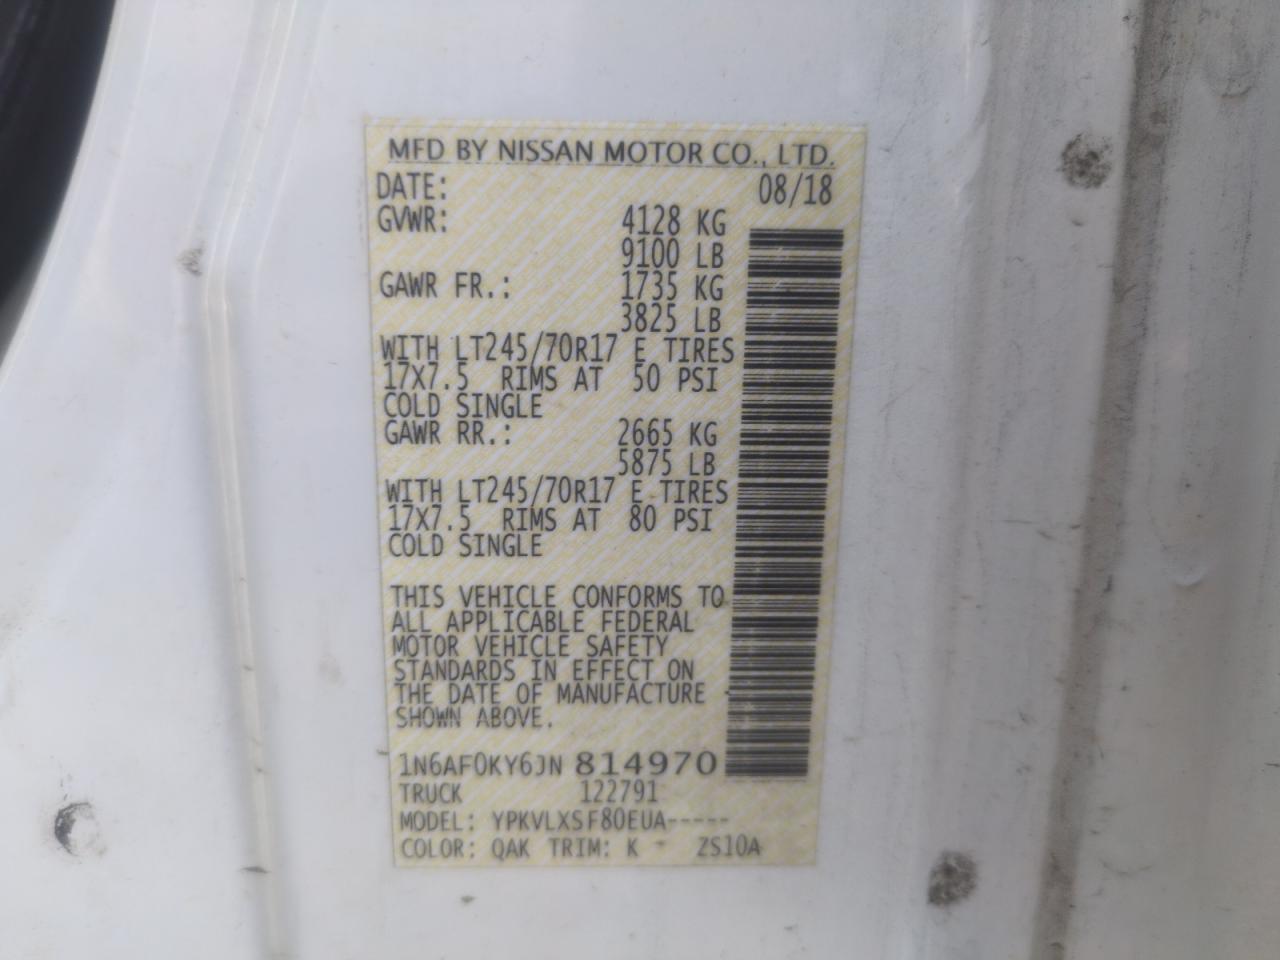 MFD BY NISSAN MOTOR CO., LTD.
DATE: 08/18
GVWR: 4128 KG
9100 LB
GAWR FR.: 1735 KG
3825 LB
WITH LT245/70R17 E TIRES
17X7.5 RIMS AT 50 PSI
COLD SINGLE
GAWR RR.: 2665 KG
5875 LB
WITH LT245/70R17 E TIRES
17X7.5 RIMS AT 80 PSI
COLD SINGLE
THIS VEHICLE CONFORMS TO
ALL APPLICABLE FEDERAL
MOTOR VEHICLE SAFETY
STANDARDS IN EFFECT ON
THE DATE OF MANUFACTURE
SHOWN ABOVE.
1N6AF0KY6JN 814970
TRUCK 122791
MODEL: YPKVLXSF80EUA-----
COLOR: QAK TRIM: K - ZS10A